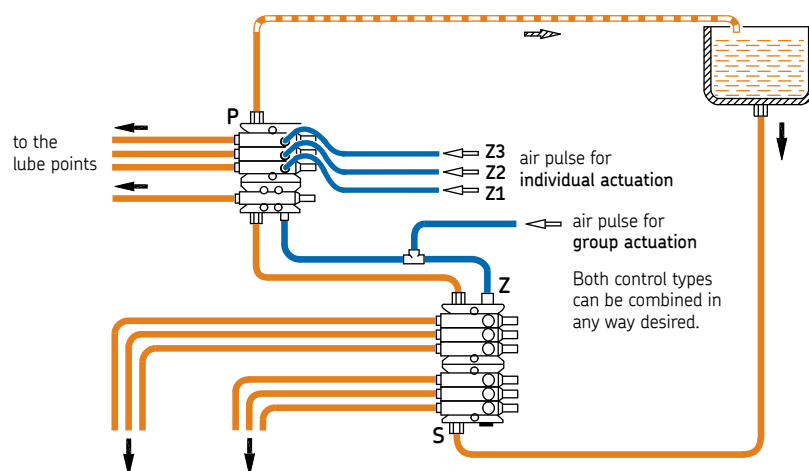 P
to the
lube points
Z3
Z2
Z1
air pulse for
individual actuation
air pulse for
group actuation
Z
Both control types
can be combined in
any way desired.
S